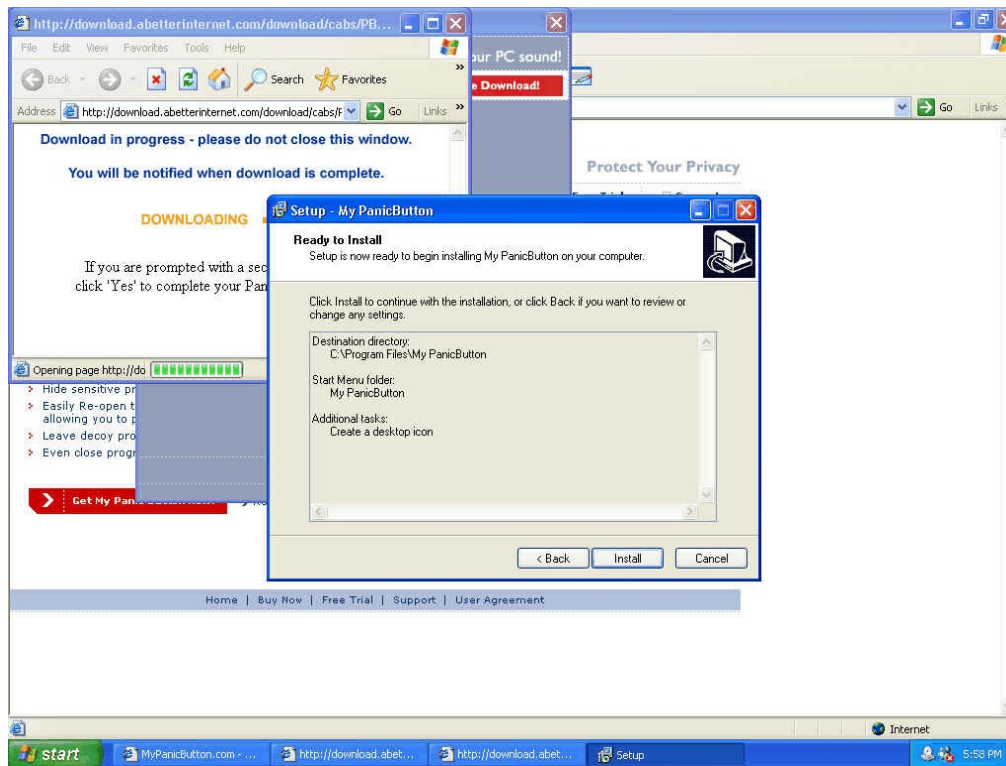 http://download.abetterinternet.com/download/cabs/PB...
File Edit View Favorites Tools Help
Back Search Favorites
Address http://download.abetterinternet.com/download/cabs/F Go Links
Download in progress - please do not close this window.
You will be notified when download is complete.
DOWNLOADING
If you are prompted with a sec
click 'Yes' to complete your Pan
Opening page http://do
ur PC sound!
e Download!
Go Links
Protect Your Privacy
Setup - My PanicButton
Ready to Install
Setup is now ready to begin installing My PanicButton on your computer.
Click Install to continue with the installation, or click Back if you want to review or
change any settings.
Destination directory:
C:\Program Files\My PanicButton
Start Menu folder:
My PanicButton
Additional tasks:
Create a desktop icon
< Back Install Cancel
Hide sensitive pr
Easily Re-open t
allowing you to p
Leave decoy pro
Even close progr
Get My Pan
Home | Buy Now | Free Trial | Support | User Agreement
Internet
start MyPanicButton.com - ... http://download.abet... http://download.abet... Setup 5:58 PM